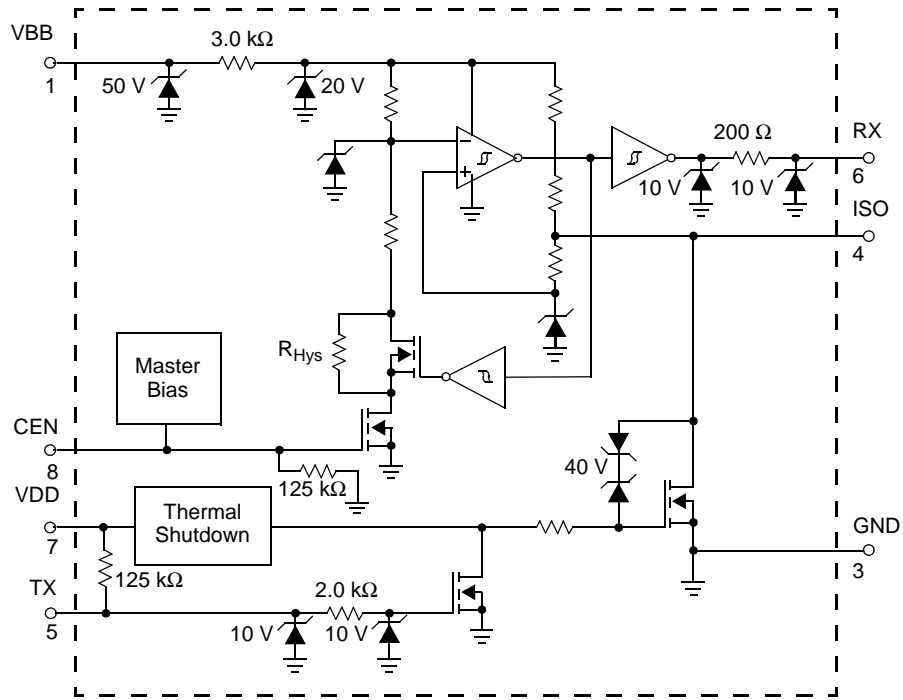 VBB
1
3.0 kΩ
50 V
20 V
200 Ω
RX
6
10 V
10 V
ISO
4
RHys
Master
Bias
CEN
8
125 kΩ
40 V
VDD
7
Thermal
Shutdown
GND
3
125 kΩ
TX
5
2.0 kΩ
10 V
10 V
−
+